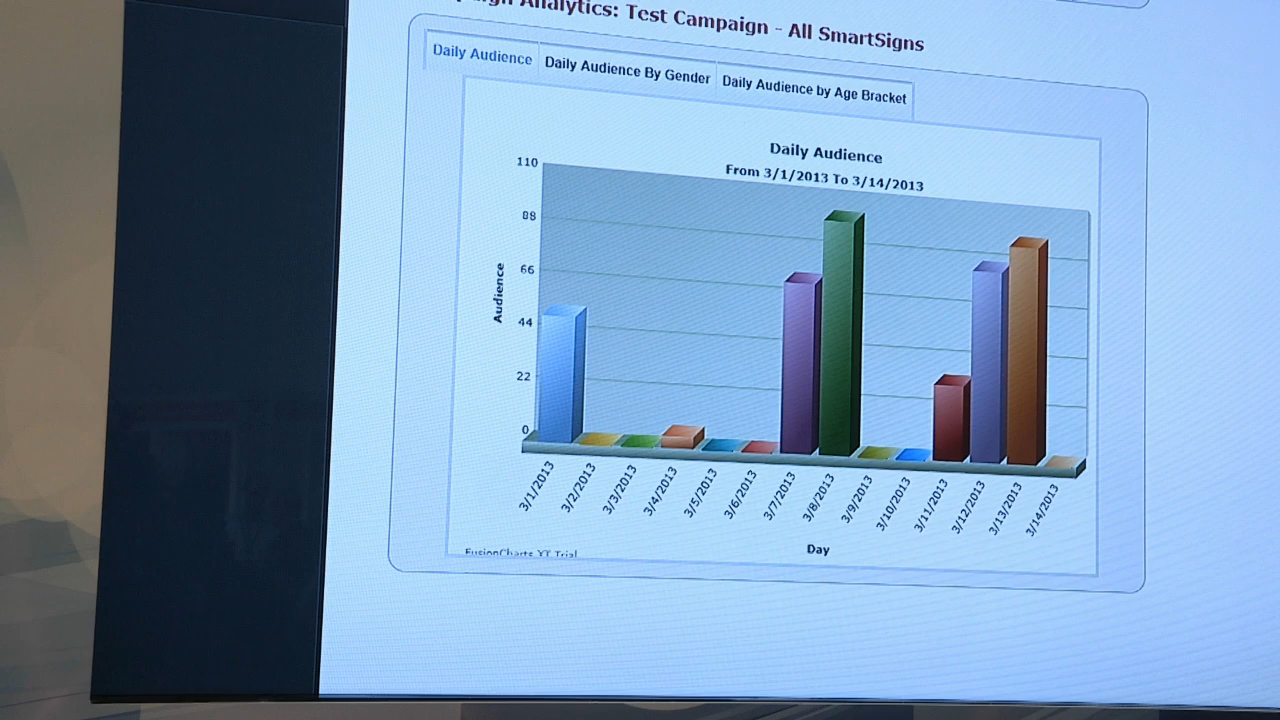 Analytics: Test Campaign - All SmartSigns
Daily Audience
Daily Audience By Gender
Daily Audience by Age Bracket
Daily Audience
From 3/1/2013 To 3/14/2013
110
88
66
44
22
0
Audience
3/1/2013
3/2/2013
3/3/2013
3/4/2013
3/5/2013
3/6/2013
3/7/2013
3/8/2013
3/9/2013
3/10/2013
3/11/2013
3/12/2013
3/13/2013
3/14/2013
Day
FusionCharts XT Trial